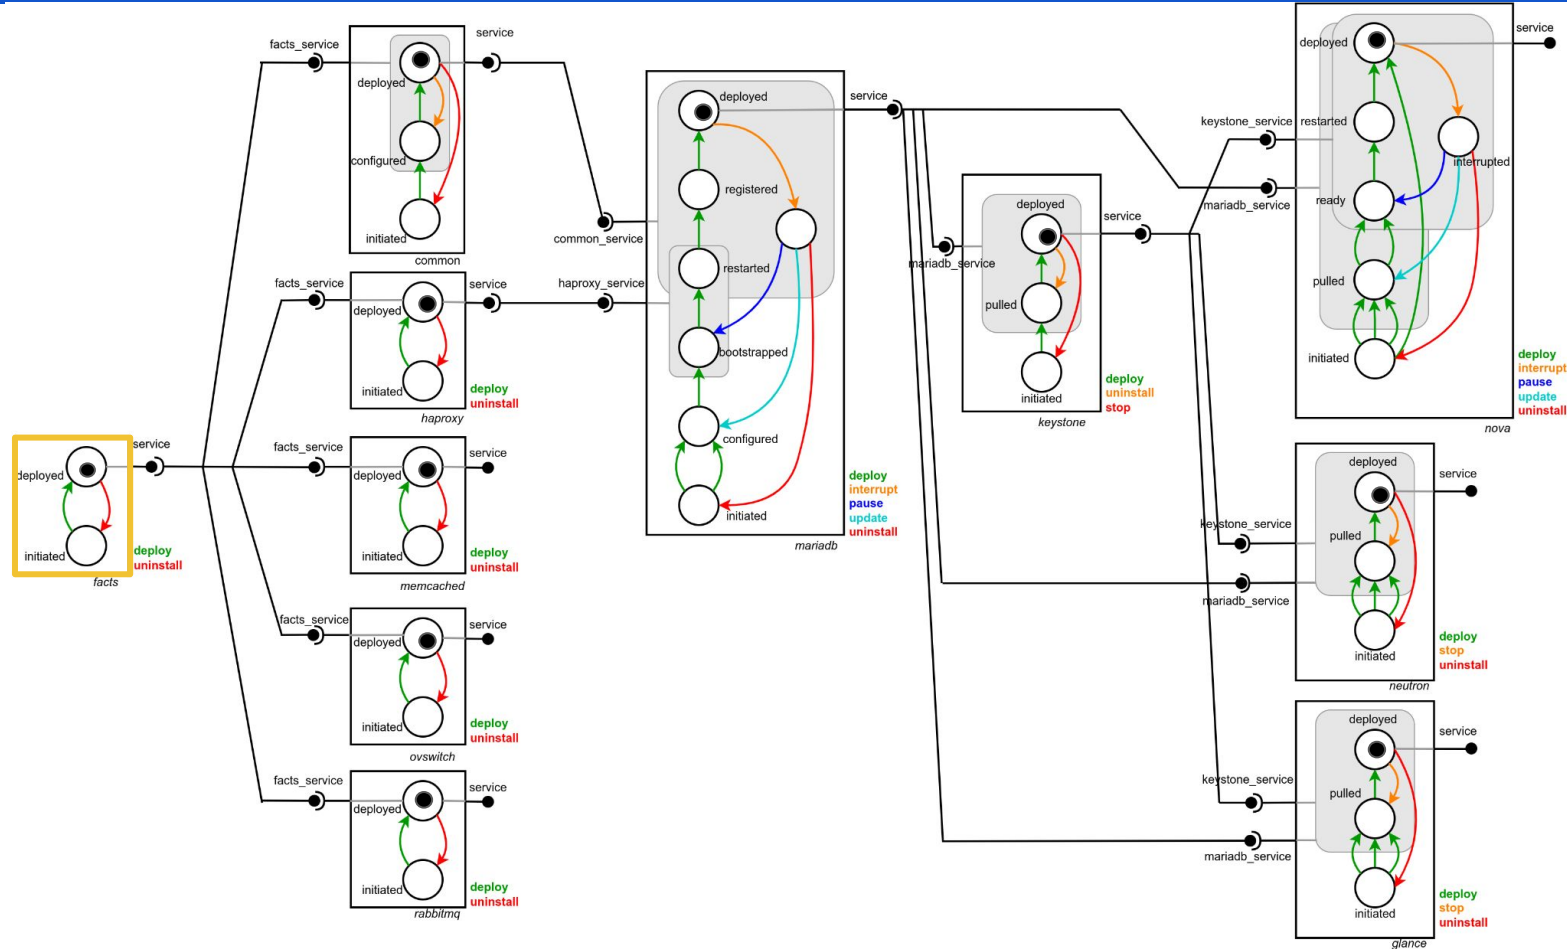 facts_service
service
deployed
configured
initiated
common
facts_service
service
deployed
initiated
deploy
uninstall
haproxy
service
deployed
initiated
deploy
uninstall
facts
facts_service
service
deployed
initiated
deploy
uninstall
memcached
facts_service
service
deployed
initiated
deploy
uninstall
ovswitch
facts_service
service
deployed
initiated
deploy
uninstall
rabbitmq
common_service
haproxy_service
deployed
service
registered
restarted
bootstrapped
configured
initiated
deploy
interrupt
pause
update
uninstall
mariadb
mariadb_service
deployed
service
pulled
initiated
deploy
uninstall
stop
keystone
keystone_service
mariadb_service
deployed
service
restarted
interrupted
ready
pulled
initiated
deploy
interrupt
pause
update
uninstall
nova
keystone_service
mariadb_service
deployed
service
pulled
initiated
deploy
stop
uninstall
neutron
keystone_service
mariadb_service
deployed
service
pulled
initiated
deploy
stop
uninstall
glance